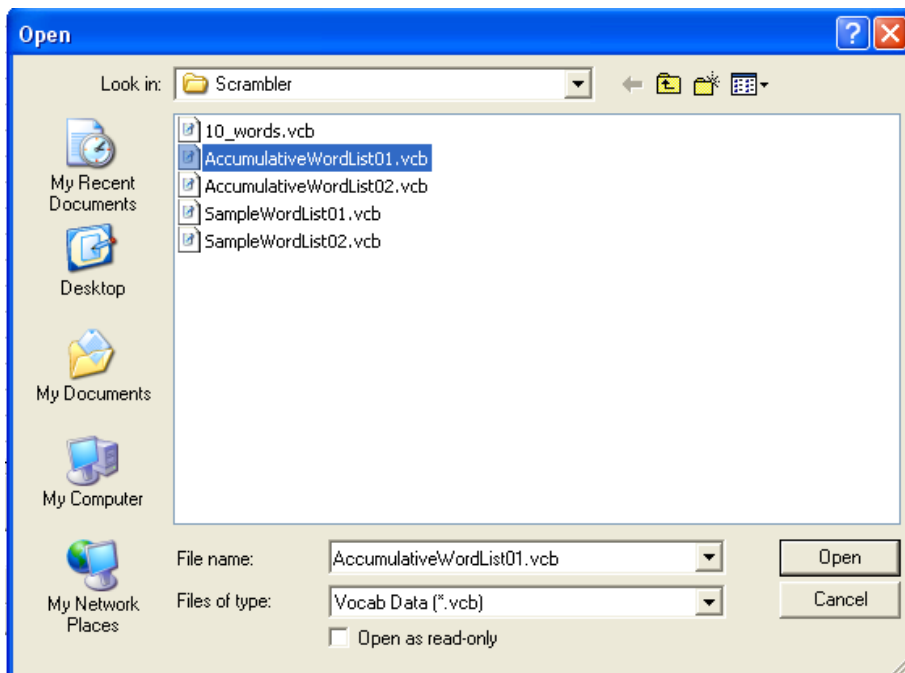 Open
Look in: Scrambler
10_words.vcb
AccumulativeWordList01.vcb
AccumulativeWordList02.vcb
SampleWordList01.vcb
SampleWordList02.vcb
My Recent
Documents
Desktop
My Documents
My Computer
My Network
Places
File name: AccumulativeWordList01.vcb Open
Files of type: Vocab Data (*.vcb) Cancel
Open as read-only